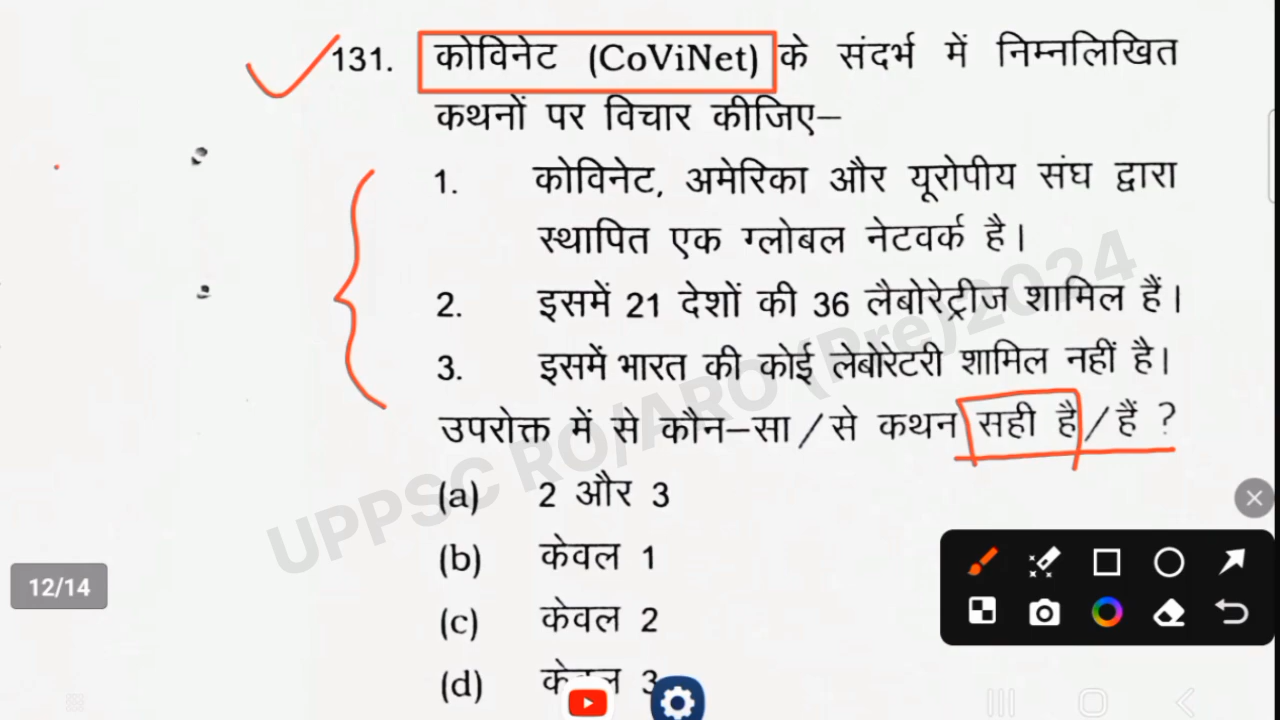 131. कोविनेट (CoViNet) के संदर्भ में निम्नलिखित
कथनों पर विचार कीजिए–
1. कोविनेट, अमेरिका और यूरोपीय संघ द्वारा
स्थापित एक ग्लोबल नेटवर्क है।
2. इसमें 21 देशों की 36 लैबोरेट्रीज शामिल हैं।
3. इसमें भारत की कोई लेबोरेटरी शामिल नहीं है।
उपरोक्त में से कौन–सा/से कथन सही है/हैं ?
(a) 2 और 3
(b) केवल 1
(c) केवल 2
(d) केवल 3
UPPSC RO/ARO (Pre) 2024
12/14